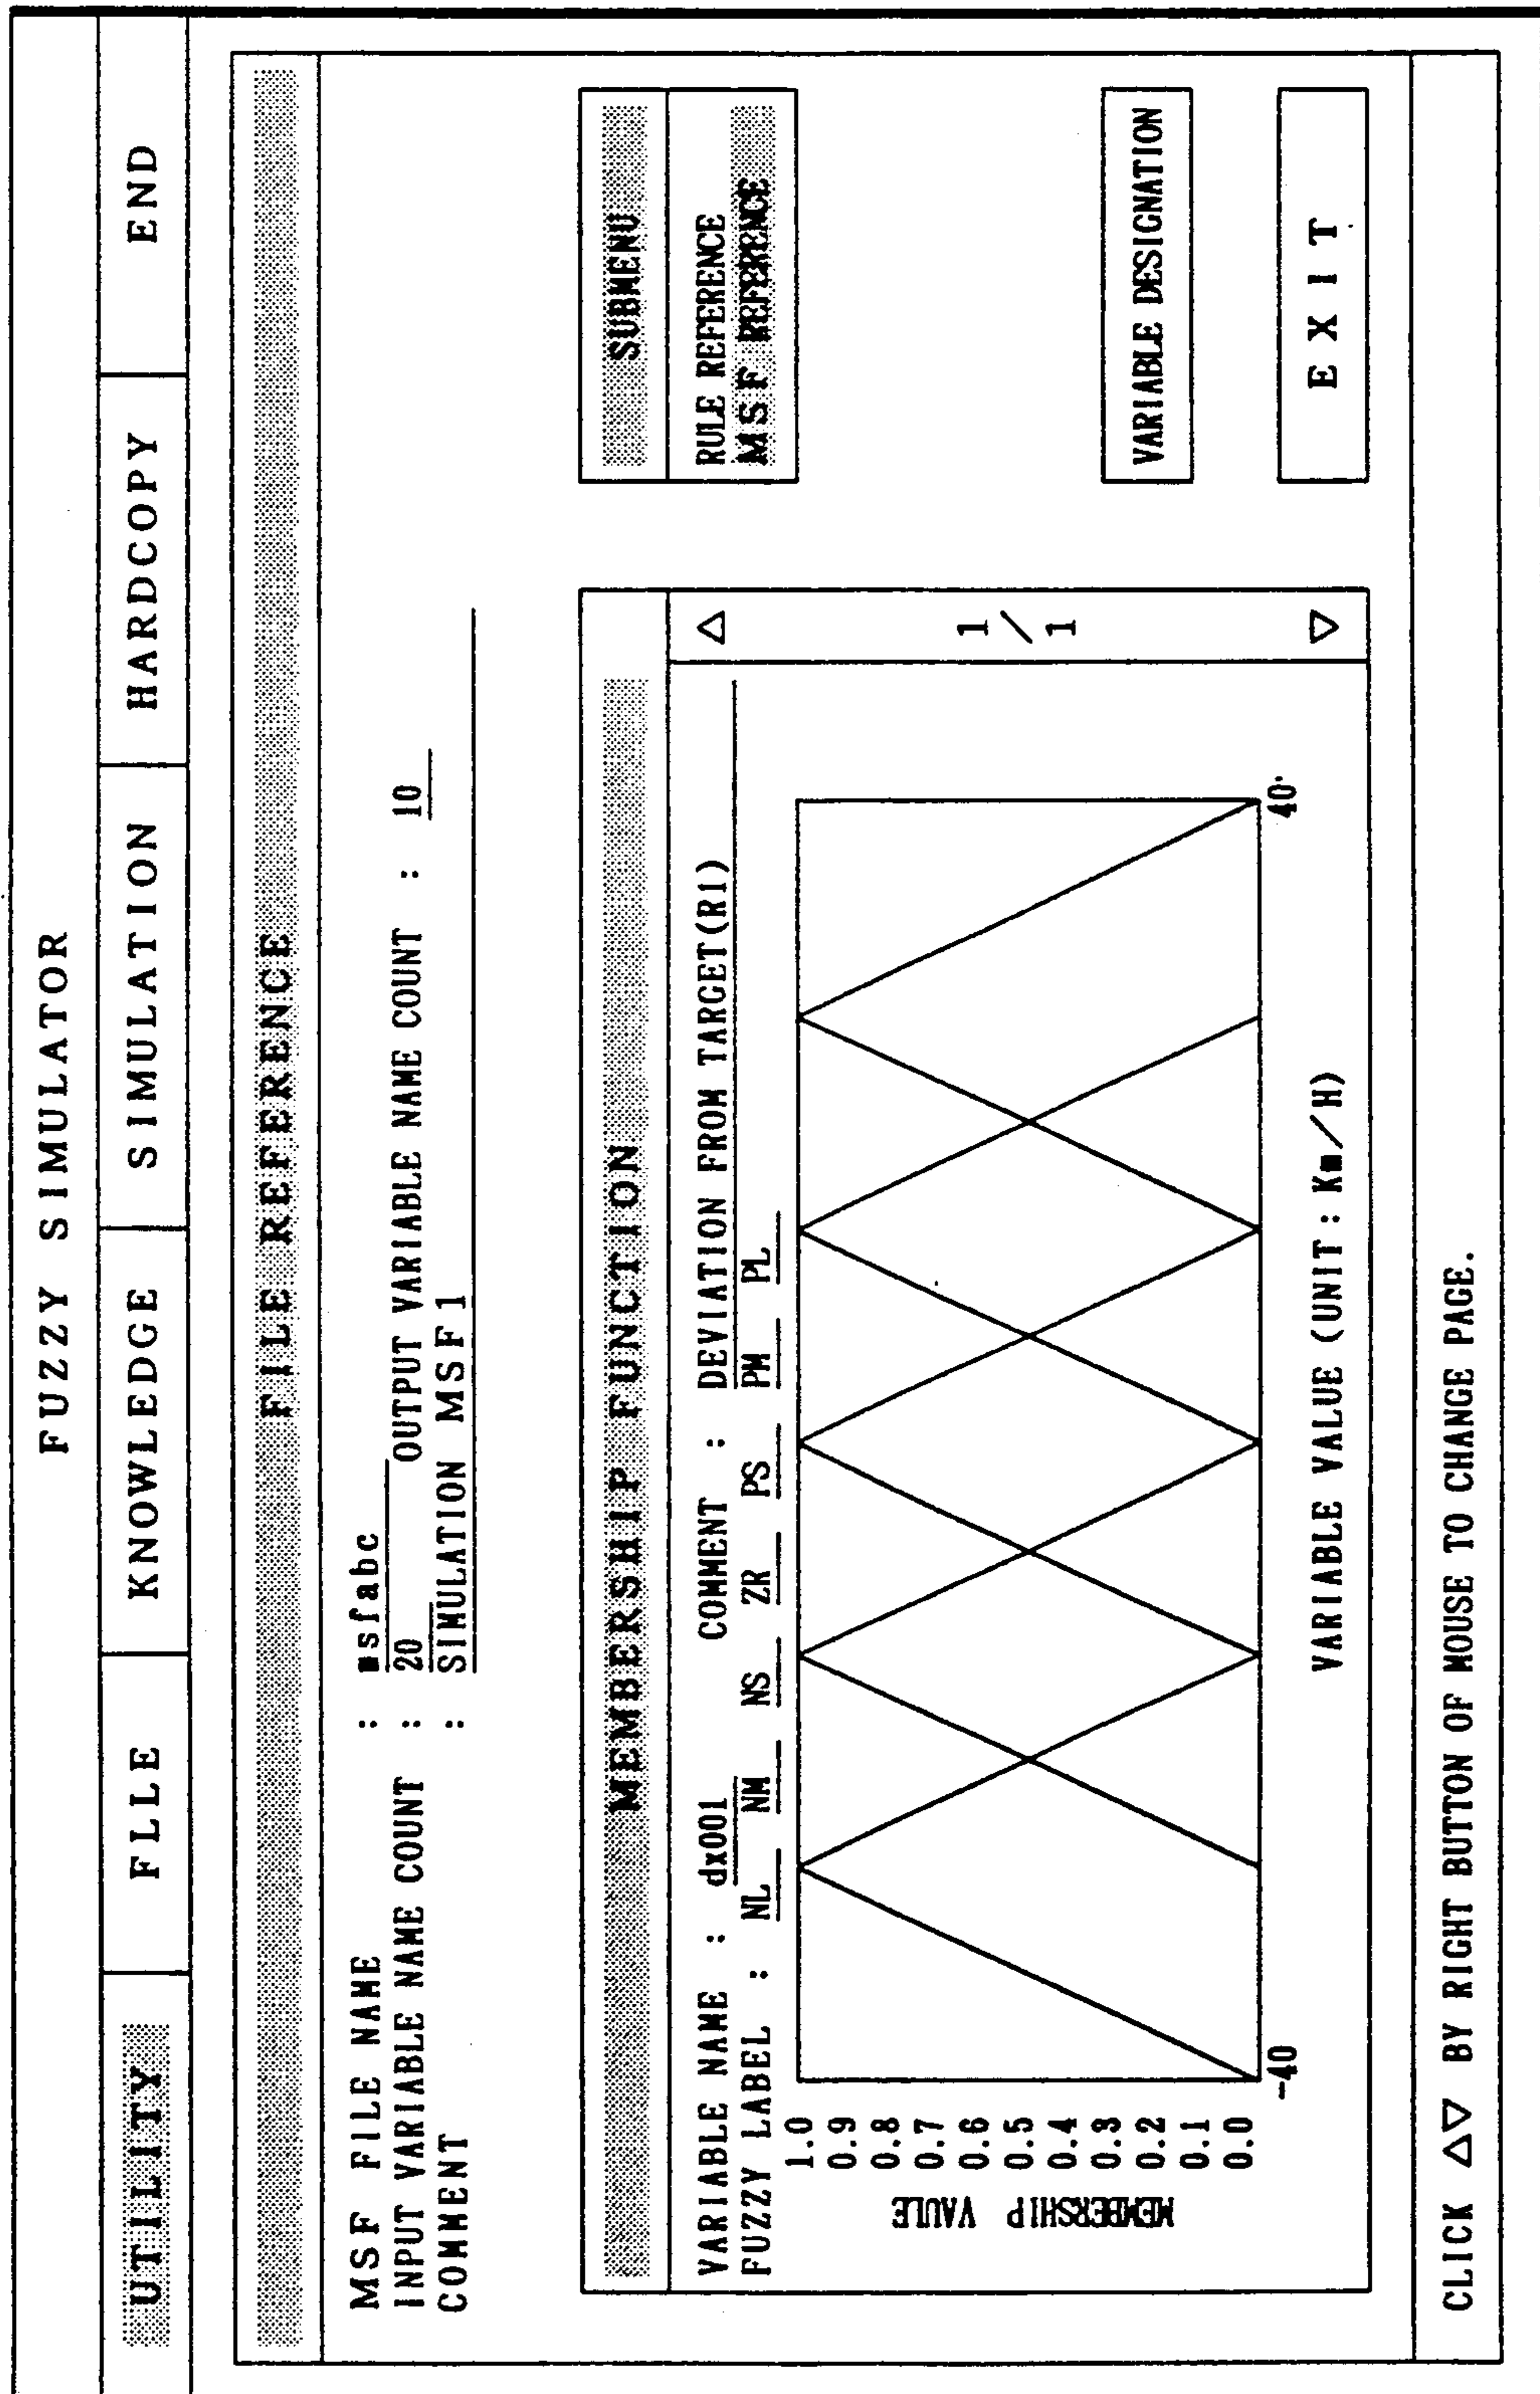 FUZZY SIMULATOR
UTILITY FLLE KNOWLEDGE SIMULATION HARDCOPY END
FILE REFERENCE
MSF FILE NAME : msfabc
INPUT VARIABLE NAME COUNT : 20 OUTPUT VARIABLE NAME COUNT : 10
COMMENT : SIMULATION MSF1
MEMBERSHIP FUNCTION
VARIABLE NAME : dx001 COMMENT : DEVIATION FROM TARGET(R1)
FUZZY LABEL : NL NM NS ZR PS PM PL
MEMBERSHIP VAULE
1.0
0.9
0.8
0.7
0.6
0.5
0.4
0.3
0.2
0.1
0.0
-40 40
VARIABLE VALUE (UNIT: Km/H)
△
1/1
▽
SUBMENU
RULE REFERENCE
MSF REFERENCE
VARIABLE DESIGNATION
EXIT
CLICK △▽ BY RIGHT BUTTON OF MOUSE TO CHANGE PAGE.